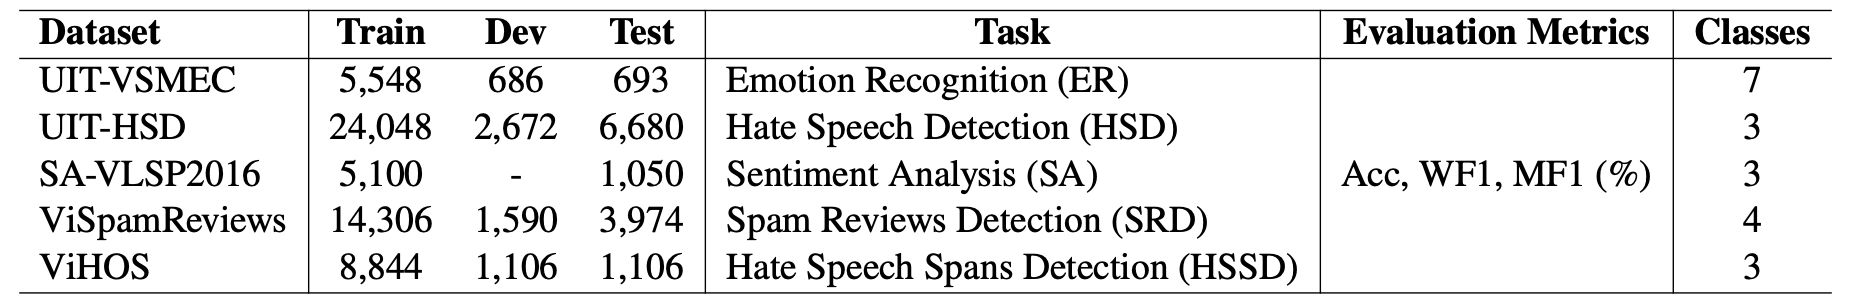 Dataset Train Dev Test Task Evaluation Metrics Classes
UIT-VSMEC 5,548 686 693 Emotion Recognition (ER) 7
UIT-HSD 24,048 2,672 6,680 Hate Speech Detection (HSD) 3
SA-VLSP2016 5,100 - 1,050 Sentiment Analysis (SA) Acc, WF1, MF1 (%) 3
ViSpamReviews 14,306 1,590 3,974 Spam Reviews Detection (SRD) 4
ViHOS 8,844 1,106 1,106 Hate Speech Spans Detection (HSSD) 3